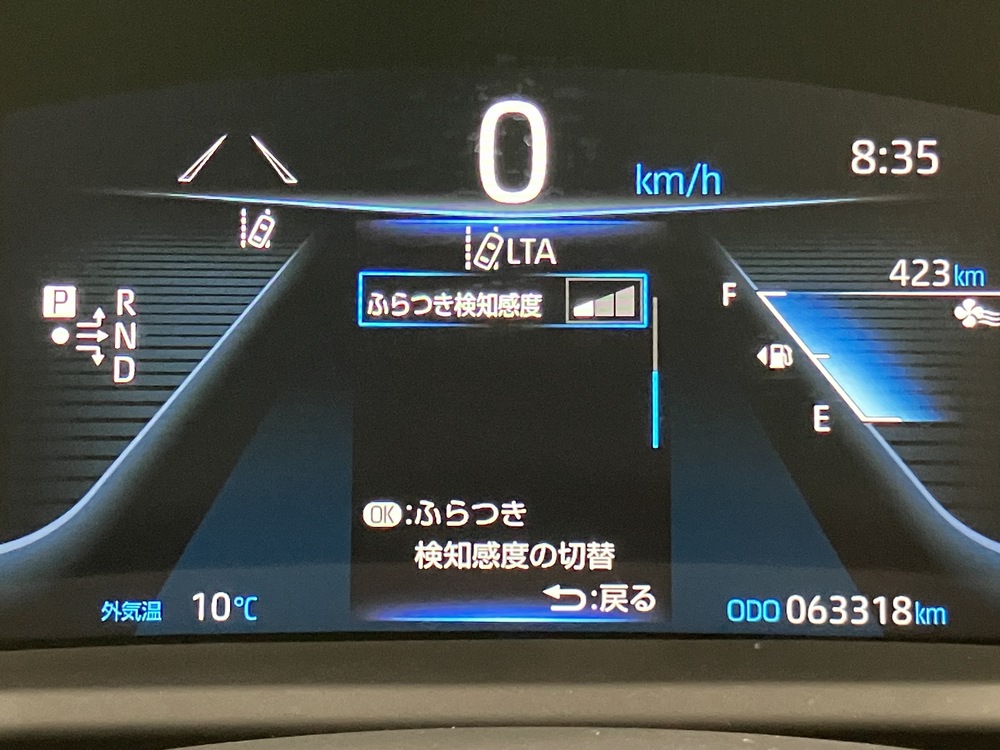 0
km/h
8:35
LTA
ふらつき検知感度
423km
F
E
P
R
N
D
OK:ふらつき
検知感度の切替
:戻る
外気温 10℃
ODO 063318km